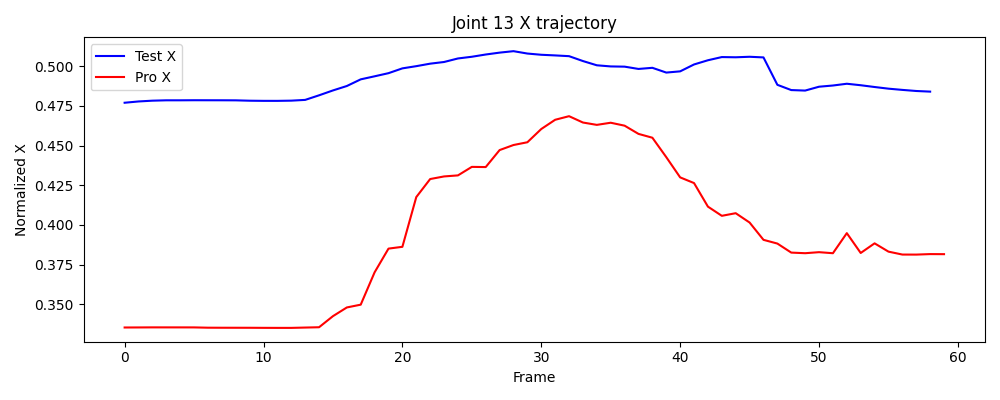 Joint 13 X trajectory
Test X
Pro X
Normalized X
0.500
0.475
0.450
0.425
0.400
0.375
0.350
0 10 20 30 40 50 60
Frame